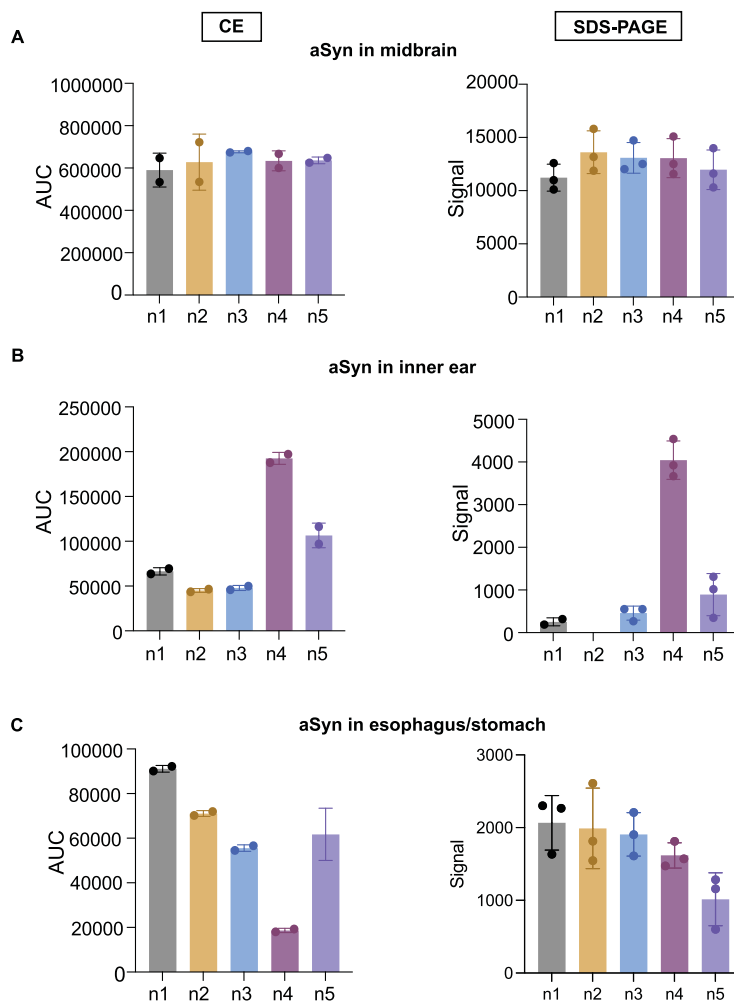 CE
SDS-PAGE
A
aSyn in midbrain
1000000
800000
600000
400000
200000
0
AUC
n1 n2 n3 n4 n5
20000
15000
10000
5000
0
Signal
n1 n2 n3 n4 n5
B
aSyn in inner ear
250000
200000
150000
100000
50000
0
AUC
n1 n2 n3 n4 n5
5000
4000
3000
2000
1000
0
Signal
n1 n2 n3 n4 n5
C
aSyn in esophagus/stomach
100000
80000
60000
40000
20000
0
AUC
n1 n2 n3 n4 n5
3000
2000
1000
0
Signal
n1 n2 n3 n4 n5